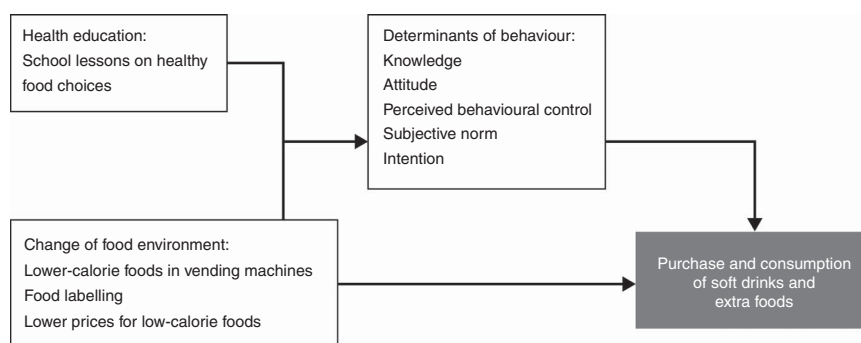 Health education:
School lessons on healthy
food choices
Determinants of behaviour:
Knowledge
Attitude
Perceived behavioural control
Subjective norm
Intention
Change of food environment:
Lower-calorie foods in vending machines
Food labelling
Lower prices for low-calorie foods
Purchase and consumption
of soft drinks and
extra foods